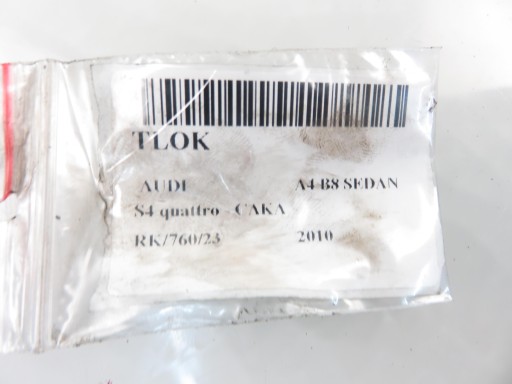 TLOK
AUDI A4 B8 SEDAN
S4 quattro - CAKA
RK/760/23 2010